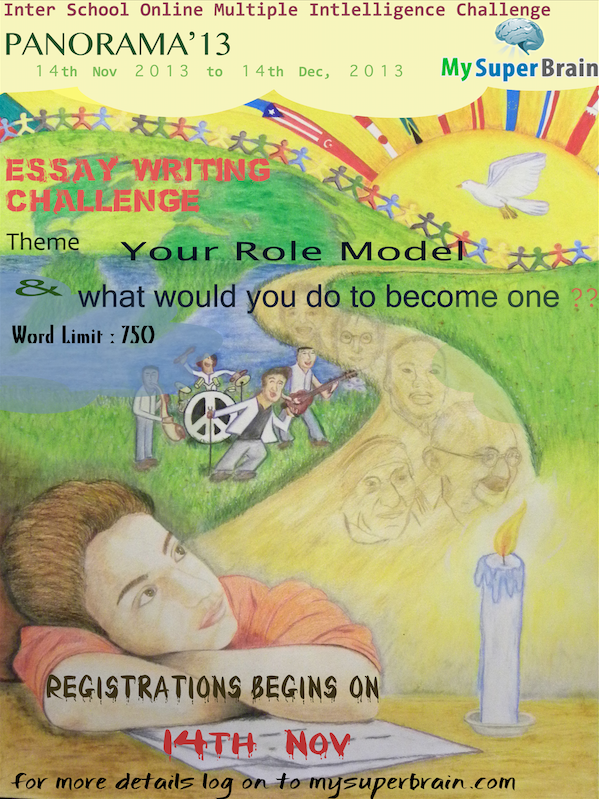 Inter School Online Multiple Intlelligence Challenge
PANORAMA'13
14th Nov 2013 to 14th Dec, 2013
My Super Brain
ESSAY WRITING
CHALLENGE
Theme Your Role Model
& what would you do to become one ??
Word Limit : 750
REGISTRATIONS BEGINS ON
14TH NOV
for more details log on to mysuperbrain.com